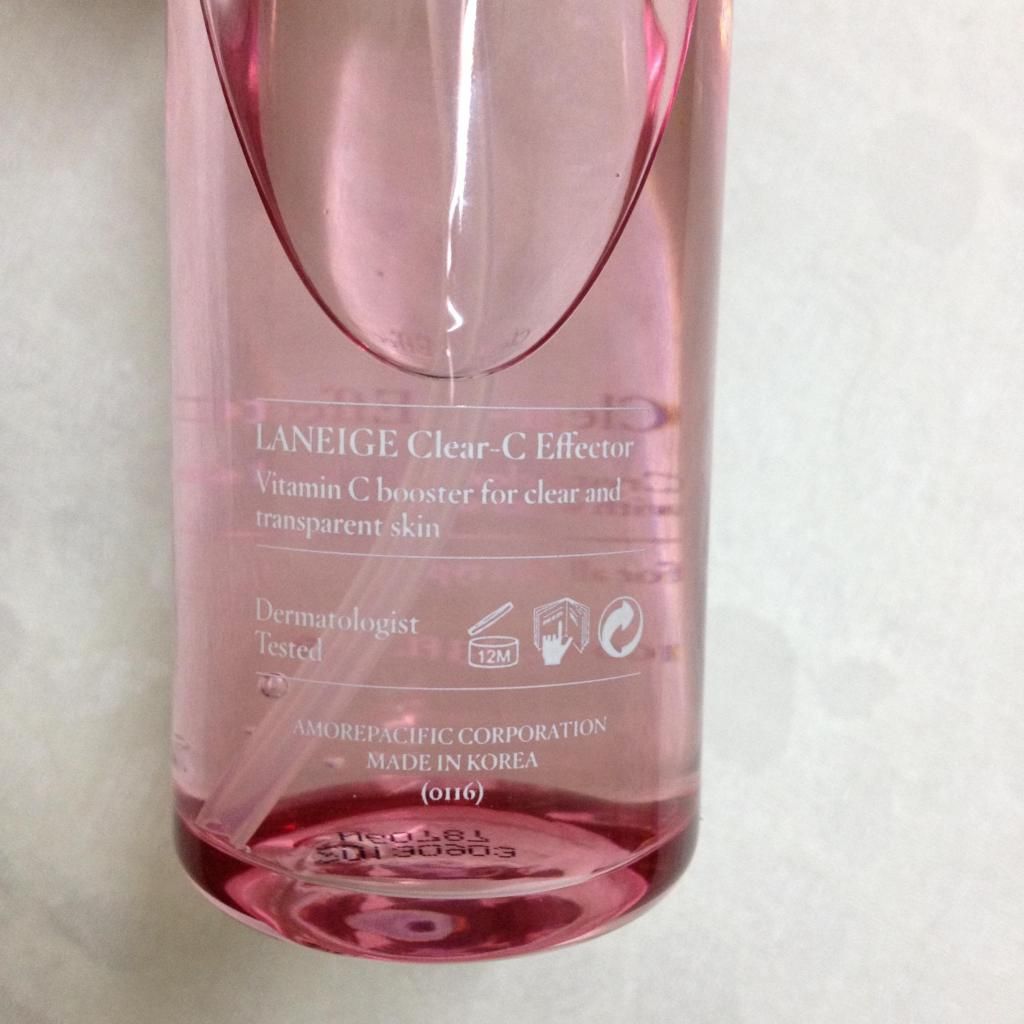 LANEIGE Clear-C Effector
Vitamin C booster for clear and
transparent skin
Dermatologist
Tested
12M
AMOREPACIFIC CORPORATION
MADE IN KOREA
(0116)